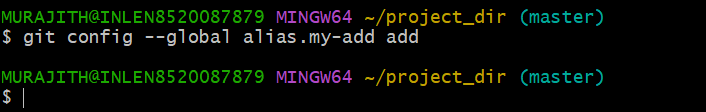 MURAJITH@INLEN8520087879 MINGW64 ~/project_dir (master)
$ git config --global alias.my-add add
MURAJITH@INLEN8520087879 MINGW64 ~/project_dir (master)
$